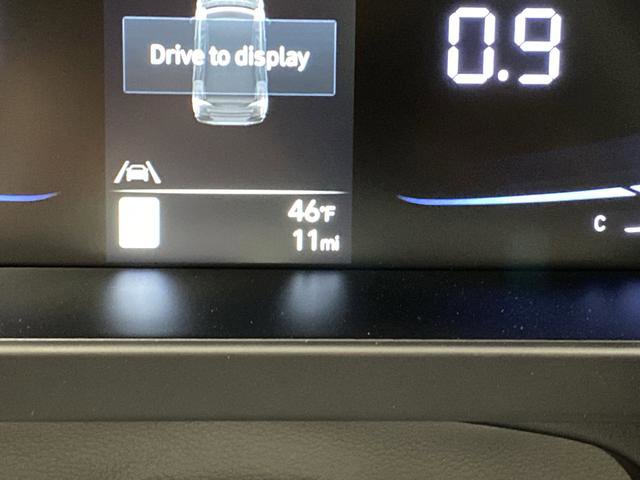 Drive to display
0.9
46°F
11mi
C